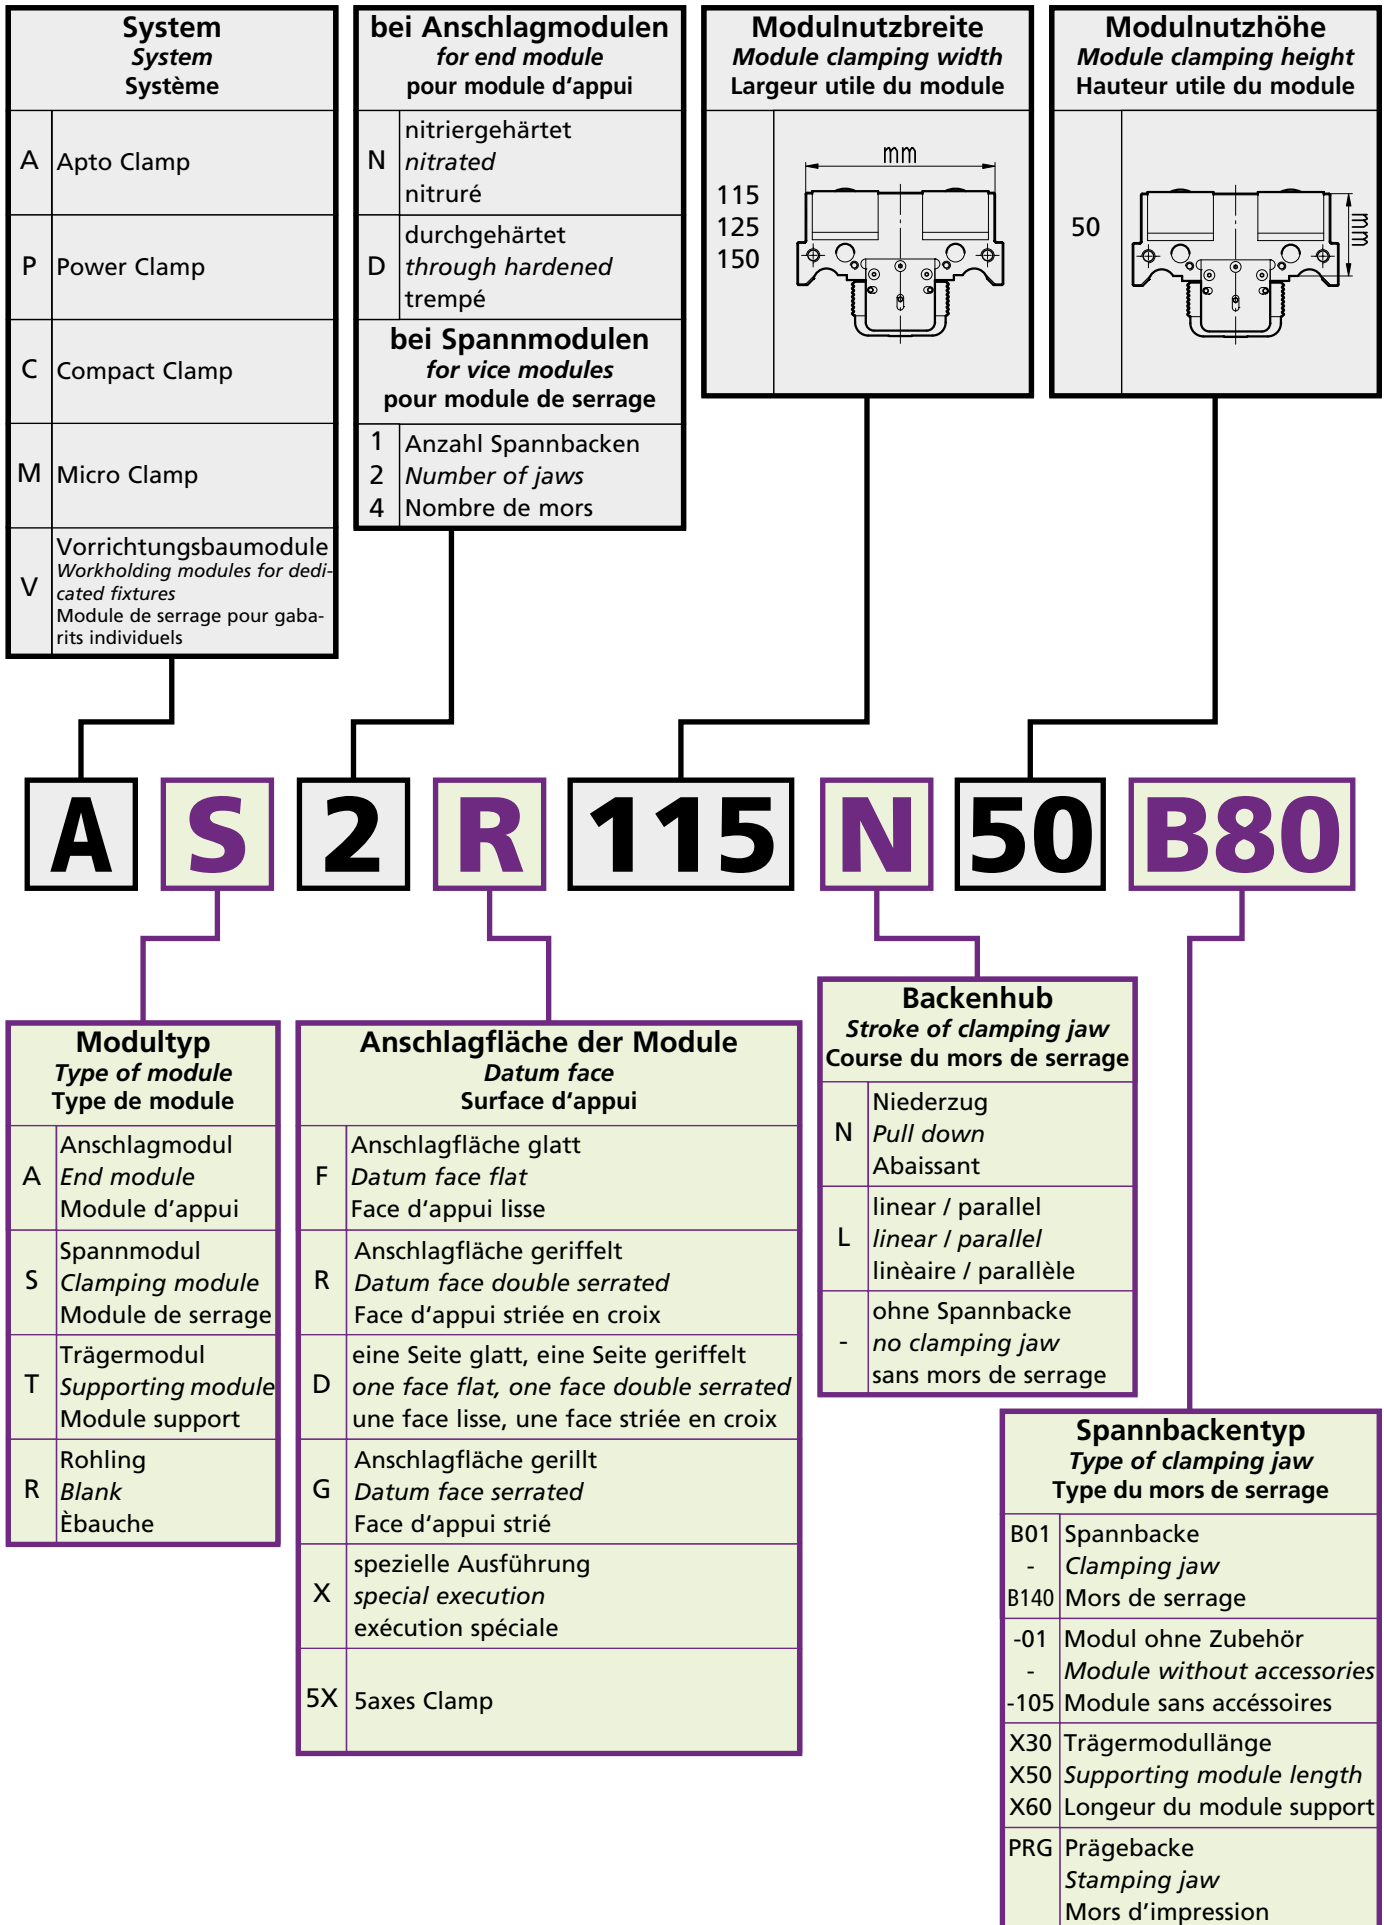 System
System
Système
A
Apto Clamp
P
Power Clamp
C
Compact Clamp
M
Micro Clamp
V
Vorrichtungsbaumodule
Workholding modules for dedi-
cated fixtures
Module de serrage pour gaba-
rits individuels
bei Anschlagmodulen
for end module
pour module d‘appui
N
nitriergehärtet
nitrated
nitruré
D
durchgehärtet
through hardened
trempé
bei Spannmodulen
for vice modules
pour module de serrage
1
2
4
Anzahl Spannbacken
Number of jaws
Nombre de mors
Modulnutzbreite
Module clamping width
Largeur utile du module
115
125
150
mm
Modulnutzhöhe
Module clamping height
Hauteur utile du module
50
mm
A S 2 R 115 N 50 B80
Modultyp
Type of module
Type de module
A
Anschlagmodul
End module
Module d‘appui
S
Spannmodul
Clamping module
Module de serrage
T
Trägermodul
Supporting module
Module support
R
Rohling
Blank
Èbauche
Anschlagfläche der Module
Datum face
Surface d‘appui
F
Anschlagfläche glatt
Datum face flat
Face d‘appui lisse
R
Anschlagfläche geriffelt
Datum face double serrated
Face d‘appui striée en croix
D
eine Seite glatt, eine Seite geriffelt
one face flat, one face double serrated
une face lisse, une face striée en croix
G
Anschlagfläche gerillt
Datum face serrated
Face d‘appui strié
X
spezielle Ausführung
special execution
exécution spéciale
5X
5axes Clamp
Backenhub
Stroke of clamping jaw
Course du mors de serrage
N
Niederzug
Pull down
Abaissant
L
linear / parallel
linear / parallel
linèaire / parallèle
-
ohne Spannbacke
no clamping jaw
sans mors de serrage
Spannbackentyp
Type of clamping jaw
Type du mors de serrage
B01 Spannbacke
- Clamping jaw
B140 Mors de serrage
-01 Modul ohne Zubehör
- Module without accessories
-105 Module sans accéssoires
X30 Trägermodullänge
X50 Supporting module length
X60 Longeur du module support
PRG Prägebacke
Stamping jaw
Mors d‘impression